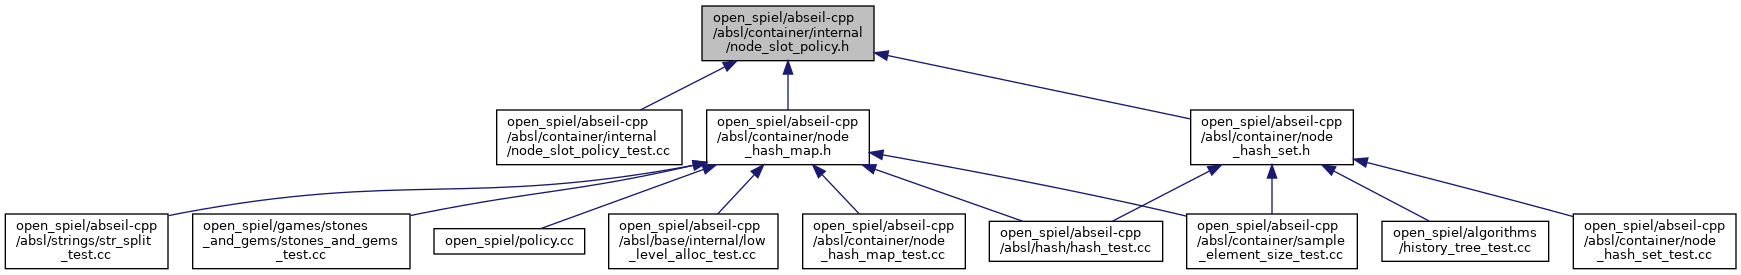 open_spiel/abseil-cpp
/absl/container/internal
/node_slot_policy.h
open_spiel/abseil-cpp
/absl/container/internal
/node_slot_policy_test.cc
open_spiel/abseil-cpp
/absl/container/node
_hash_map.h
open_spiel/abseil-cpp
/absl/container/node
_hash_set.h
open_spiel/abseil-cpp
/absl/strings/str_split
_test.cc
open_spiel/games/stones
_and_gems/stones_and_gems
_test.cc
open_spiel/policy.cc
open_spiel/abseil-cpp
/absl/base/internal/low
_level_alloc_test.cc
open_spiel/abseil-cpp
/absl/container/node
_hash_map_test.cc
open_spiel/abseil-cpp
/absl/hash/hash_test.cc
open_spiel/abseil-cpp
/absl/container/sample
_element_size_test.cc
open_spiel/algorithms
/history_tree_test.cc
open_spiel/abseil-cpp
/absl/container/node
_hash_set_test.cc